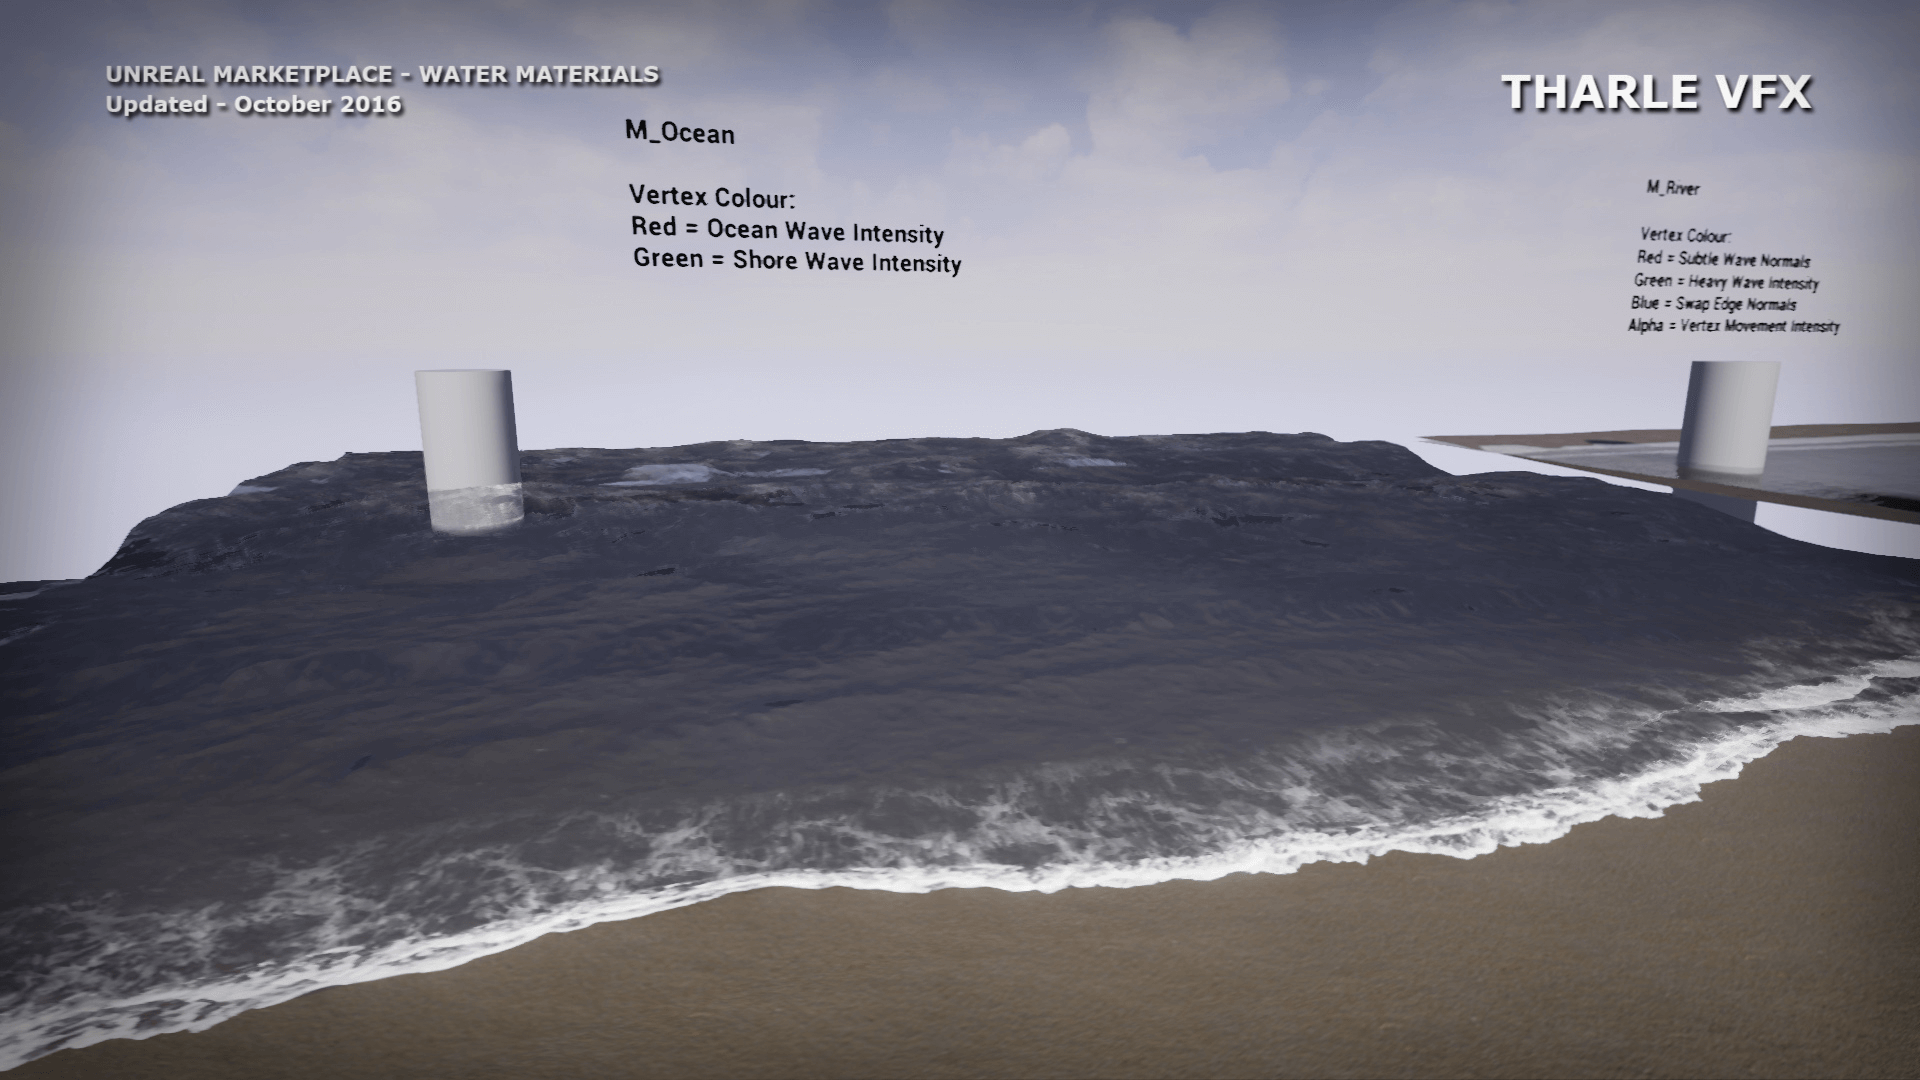 UNREAL MARKETPLACE - WATER MATERIALS
Updated - October 2016
THARLE VFX
M_Ocean
Vertex Colour:
Red = Ocean Wave Intensity
Green = Shore Wave Intensity
M_River
Vertex Colour:
Red = Subtle Wave Normals
Green = Heavy Wave Intensity
Blue = Swap Edge Normals
Alpha = Vertex Movement Intensity